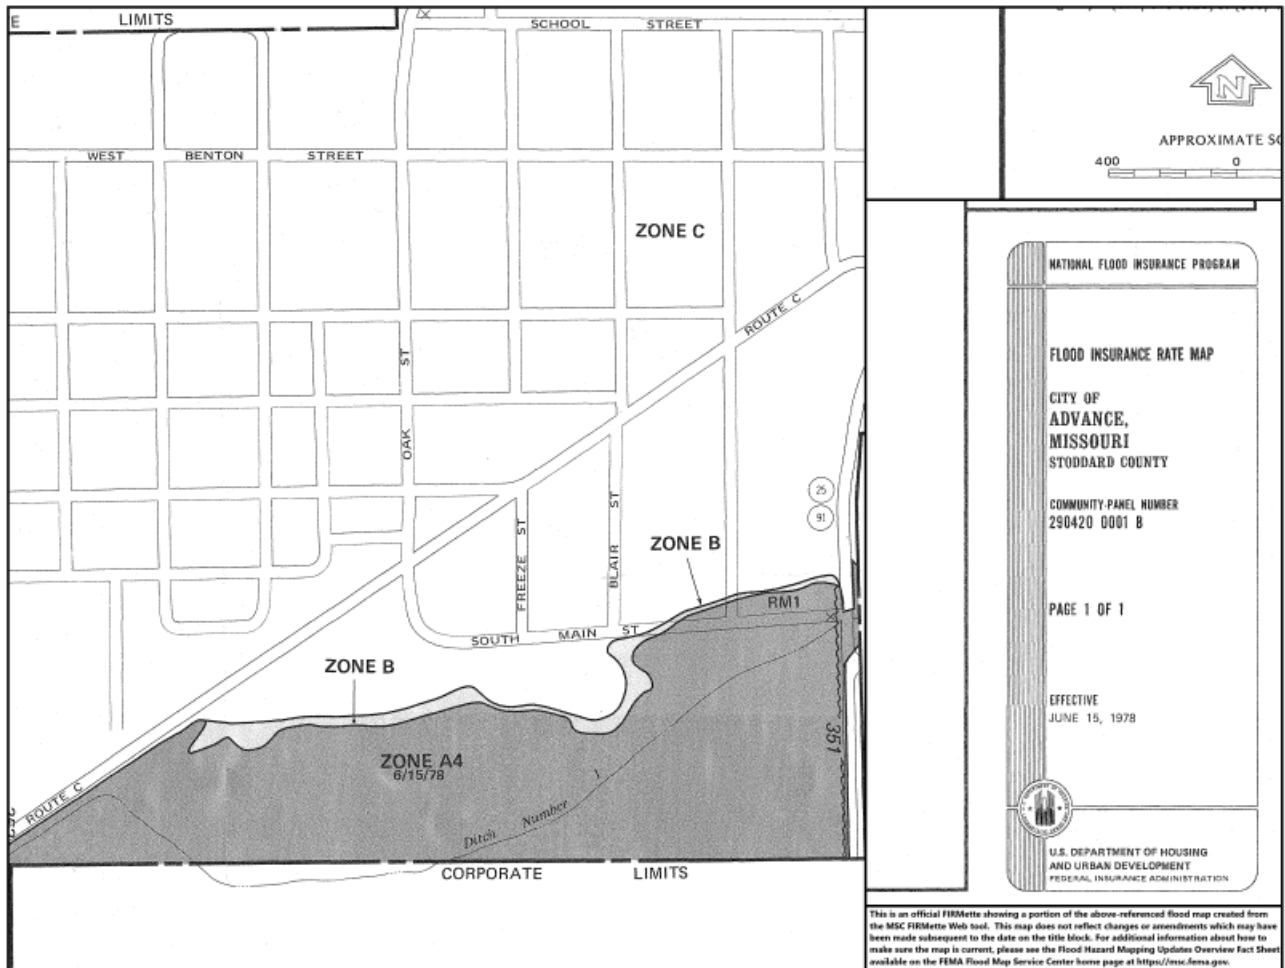 E
LIMITS
SCHOOL STREET
WEST BENTON STREET
ZONE C
ROUTE C
OAK ST
FREEZE ST
BLAIR ST
25
91
ZONE B
RM1
SOUTH MAIN ST
ZONE B
ZONE A4
6/15/78
351
ROUTE C
Ditch Number 1
CORPORATE LIMITS
N
APPROXIMATE SC
400 0
NATIONAL FLOOD INSURANCE PROGRAM
FLOOD INSURANCE RATE MAP
CITY OF
ADVANCE,
MISSOURI
STODDARD COUNTY
COMMUNITY-PANEL NUMBER
290420 0001 B
PAGE 1 OF 1
EFFECTIVE
JUNE 15, 1978
U.S. DEPARTMENT OF HOUSING
AND URBAN DEVELOPMENT
FEDERAL INSURANCE ADMINISTRATION
This is an official FIRMette showing a portion of the above-referenced flood map created from
the MSC FIRMette Web tool. This map does not reflect changes or amendments which may have
been made subsequent to the date on the title block. For additional information about how to
make sure the map is current, please see the Flood Hazard Mapping Updates Overview Fact Sheet
available on the FEMA Flood Map Service Center home page at https://msc.fema.gov.